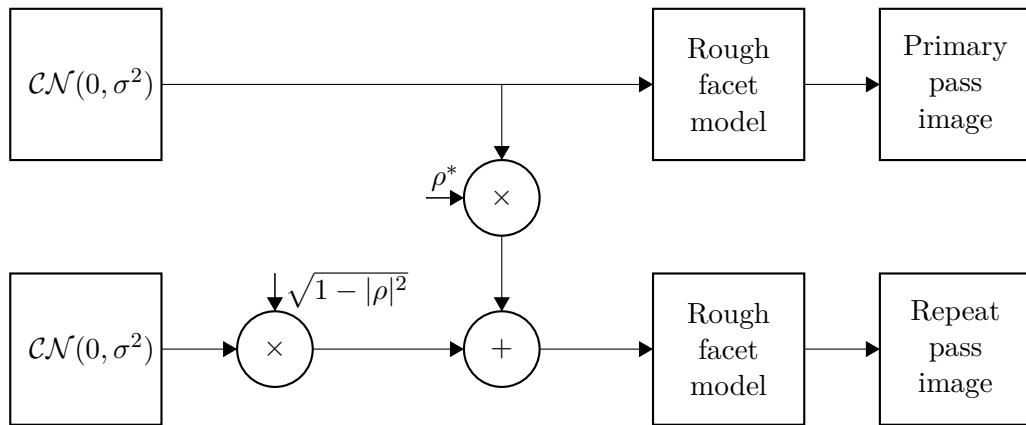 𝒞𝒩(0, σ²)
Rough
facet
model
Primary
pass
image
ρ*
×
√(1 − |ρ|²)
𝒞𝒩(0, σ²)
×
+
Rough
facet
model
Repeat
pass
image